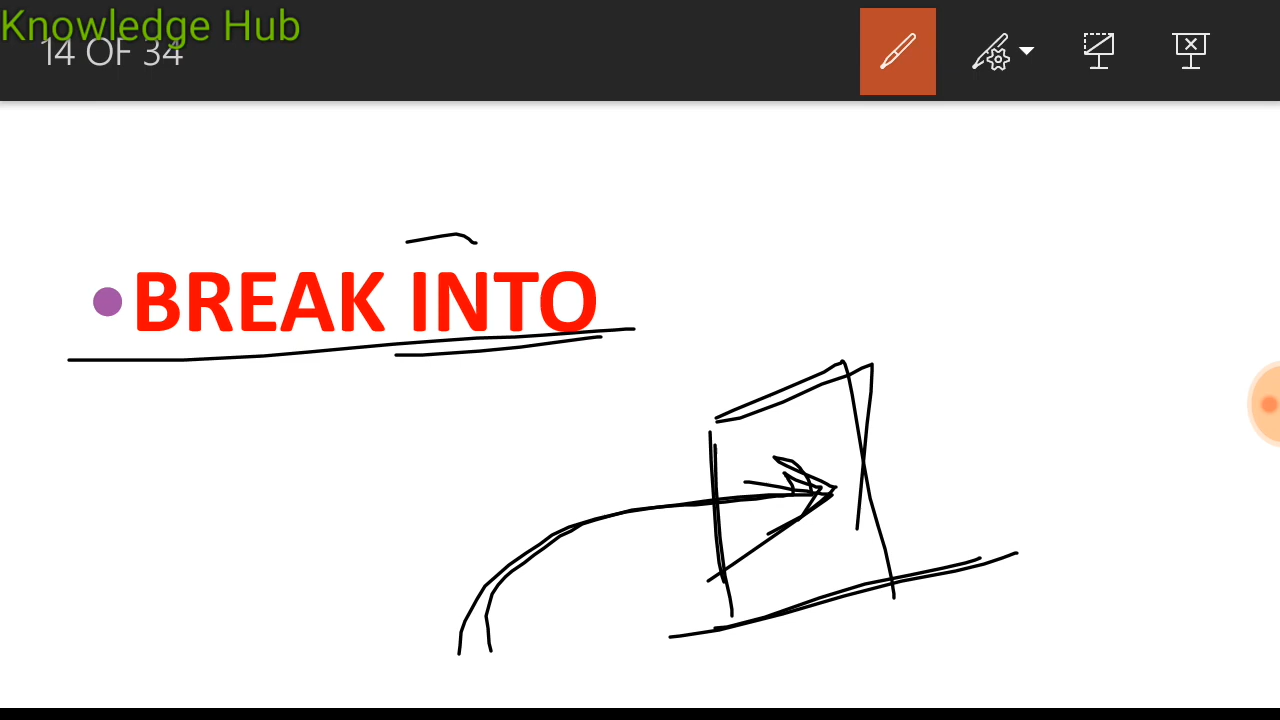 Knowledge Hub
14 OF 34
•BREAK INTO